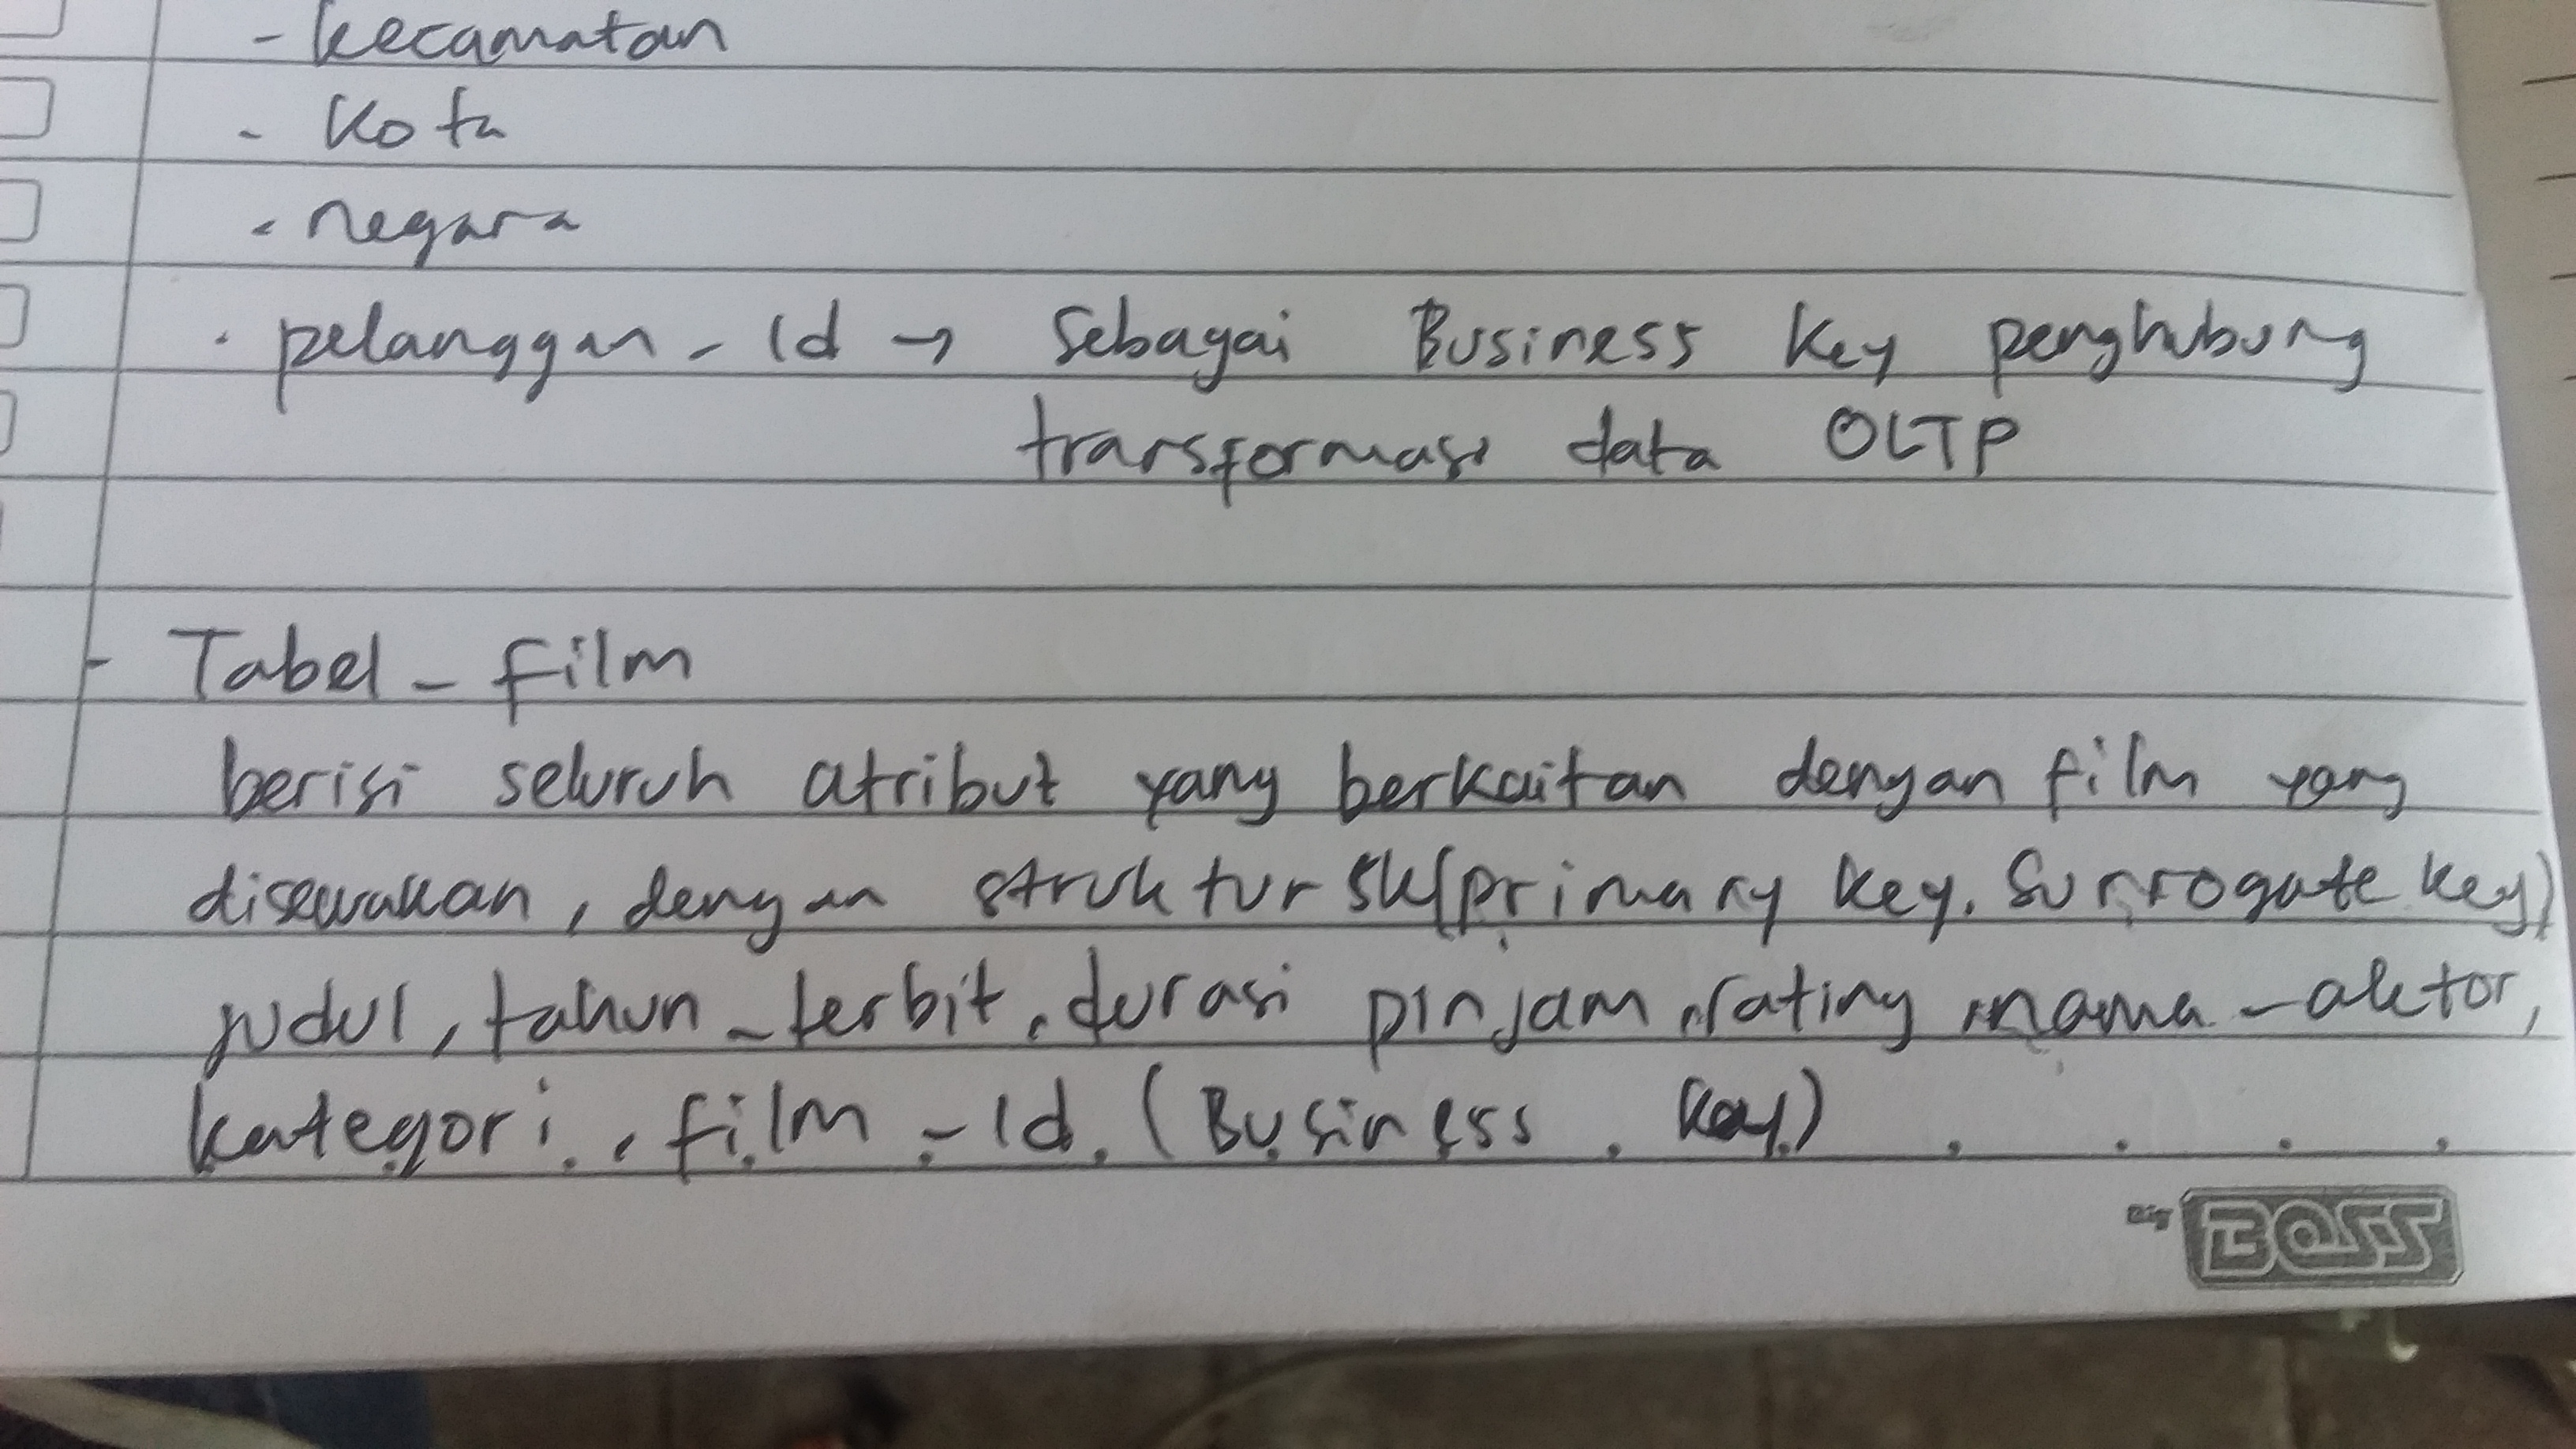 - kecamatan
- Kota
- negara
. pelanggan - Id → Sebagai Business Key penghubung
transformasi data OLTP
- Tabel - film
berisi seluruh atribut yang berkaitan dengan film yang
disewakan, dengan struktur SK (primary key. Surrogate key)
judul, tahun - terbit, durasi pinjam, rating, nama - aktor,
kategori, film - Id. (Business Key)
Big BOSS